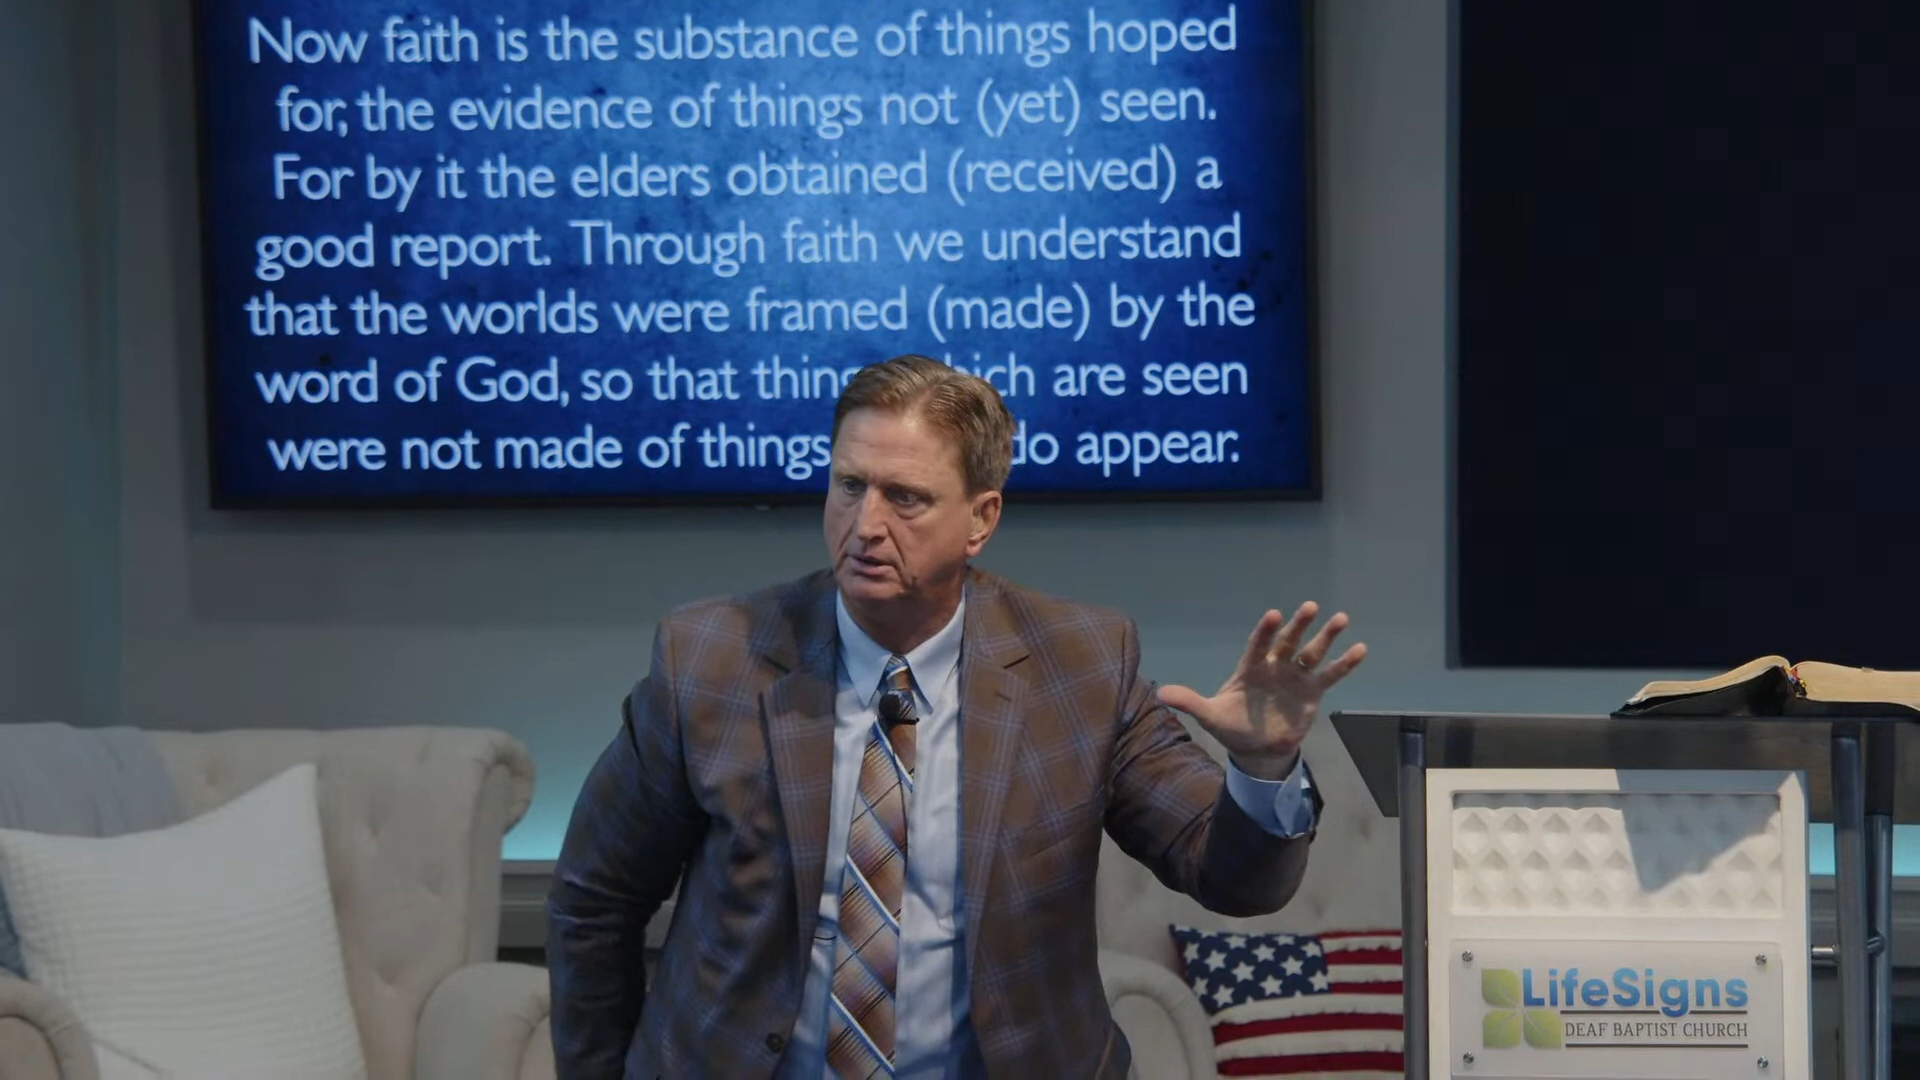 Now faith is the substance of things hoped
for, the evidence of things not (yet) seen.
For by it the elders obtained (received) a
good report. Through faith we understand
that the worlds were framed (made) by the
word of God, so that are seen
were not made of things do appear.
LifeSigns
DEAF BAPTIST CHURCH